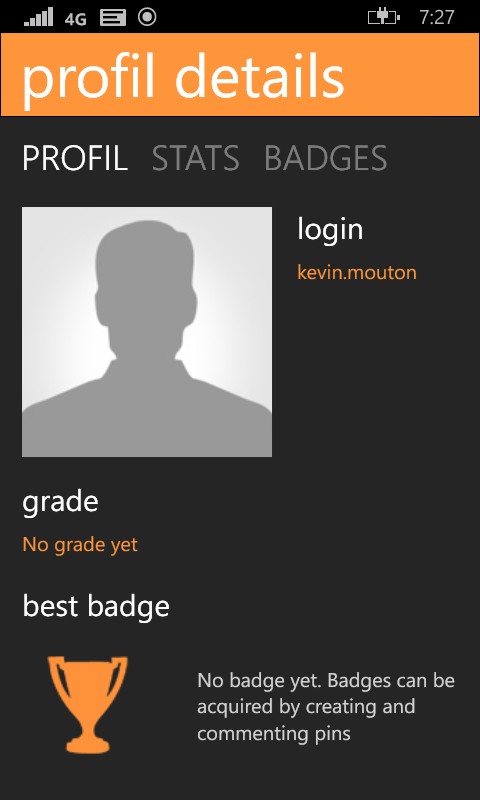 4G 7:27
profil details
PROFIL STATS BADGES
login
kevin.mouton
grade
No grade yet
best badge
No badge yet. Badges can be
acquired by creating and
commenting pins